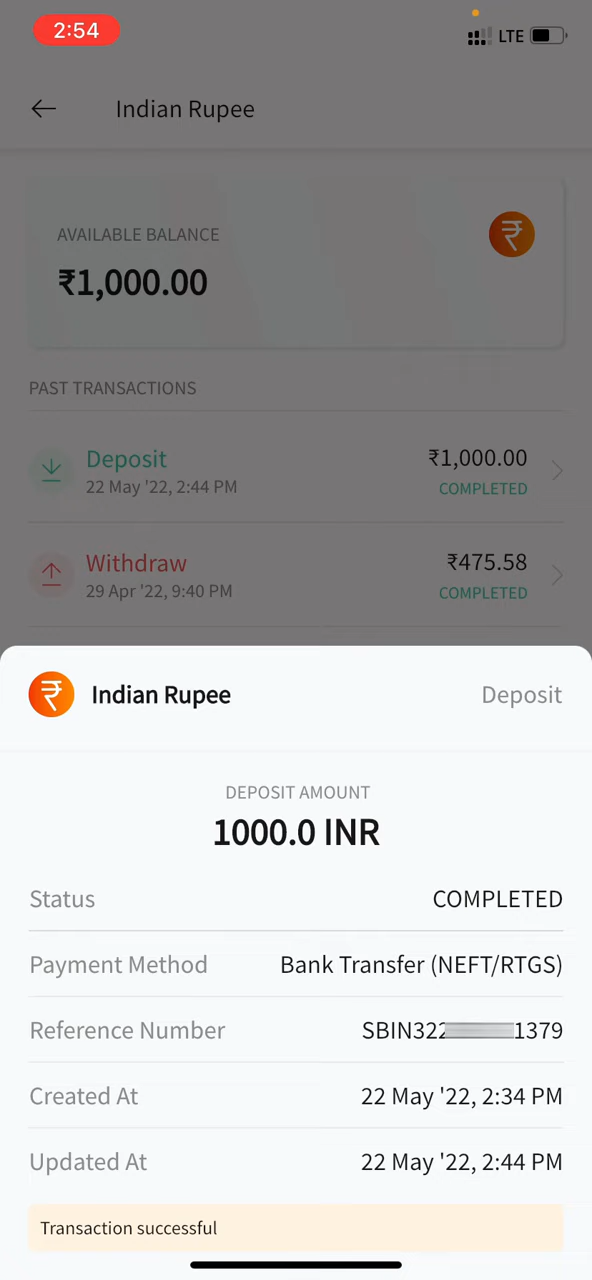 2:54
LTE
Indian Rupee
AVAILABLE BALANCE
₹1,000.00
PAST TRANSACTIONS
Deposit ₹1,000.00
22 May '22, 2:44 PM COMPLETED
Withdraw ₹475.58
29 Apr '22, 9:40 PM COMPLETED
Indian Rupee Deposit
DEPOSIT AMOUNT
1000.0 INR
Status COMPLETED
Payment Method Bank Transfer (NEFT/RTGS)
Reference Number SBIN322 1379
Created At 22 May '22, 2:34 PM
Updated At 22 May '22, 2:44 PM
Transaction successful